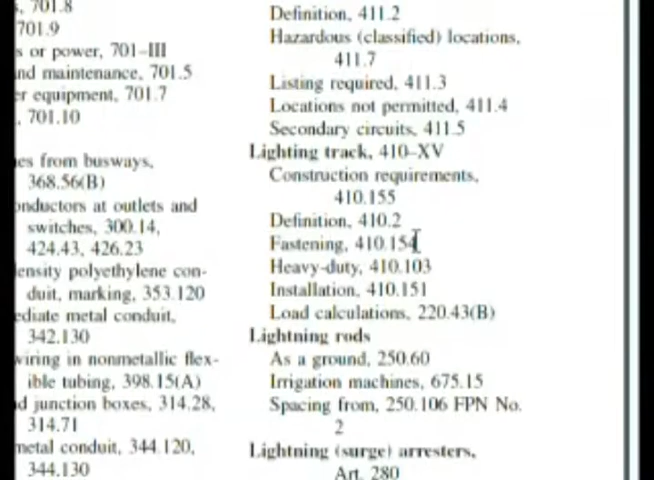 , 701.8
701.9
s or power, 701–III
nd maintenance, 701.5
er equipment, 701.7
, 701.10
es from busways,
368.56(B)
onductors at outlets and
switches, 300.14,
424.43, 426.23
ensity polyethylene con-
duit, marking, 353.120
ediate metal conduit,
342.130
wiring in nonmetallic flex-
ible tubing, 398.15(A)
d junction boxes, 314.28,
314.71
metal conduit, 344.120,
344.130
Definition, 411.2
Hazardous (classified) locations,
411.7
Listing required, 411.3
Locations not permitted, 411.4
Secondary circuits, 411.5
Lighting track, 410–XV
Construction requirements,
410.155
Definition, 410.2
Fastening, 410.154
Heavy-duty, 410.103
Installation, 410.151
Load calculations, 220.43(B)
Lightning rods
As a ground, 250.60
Irrigation machines, 675.15
Spacing from, 250.106 FPN No.
2
Lightning (surge) arresters,
Art. 280